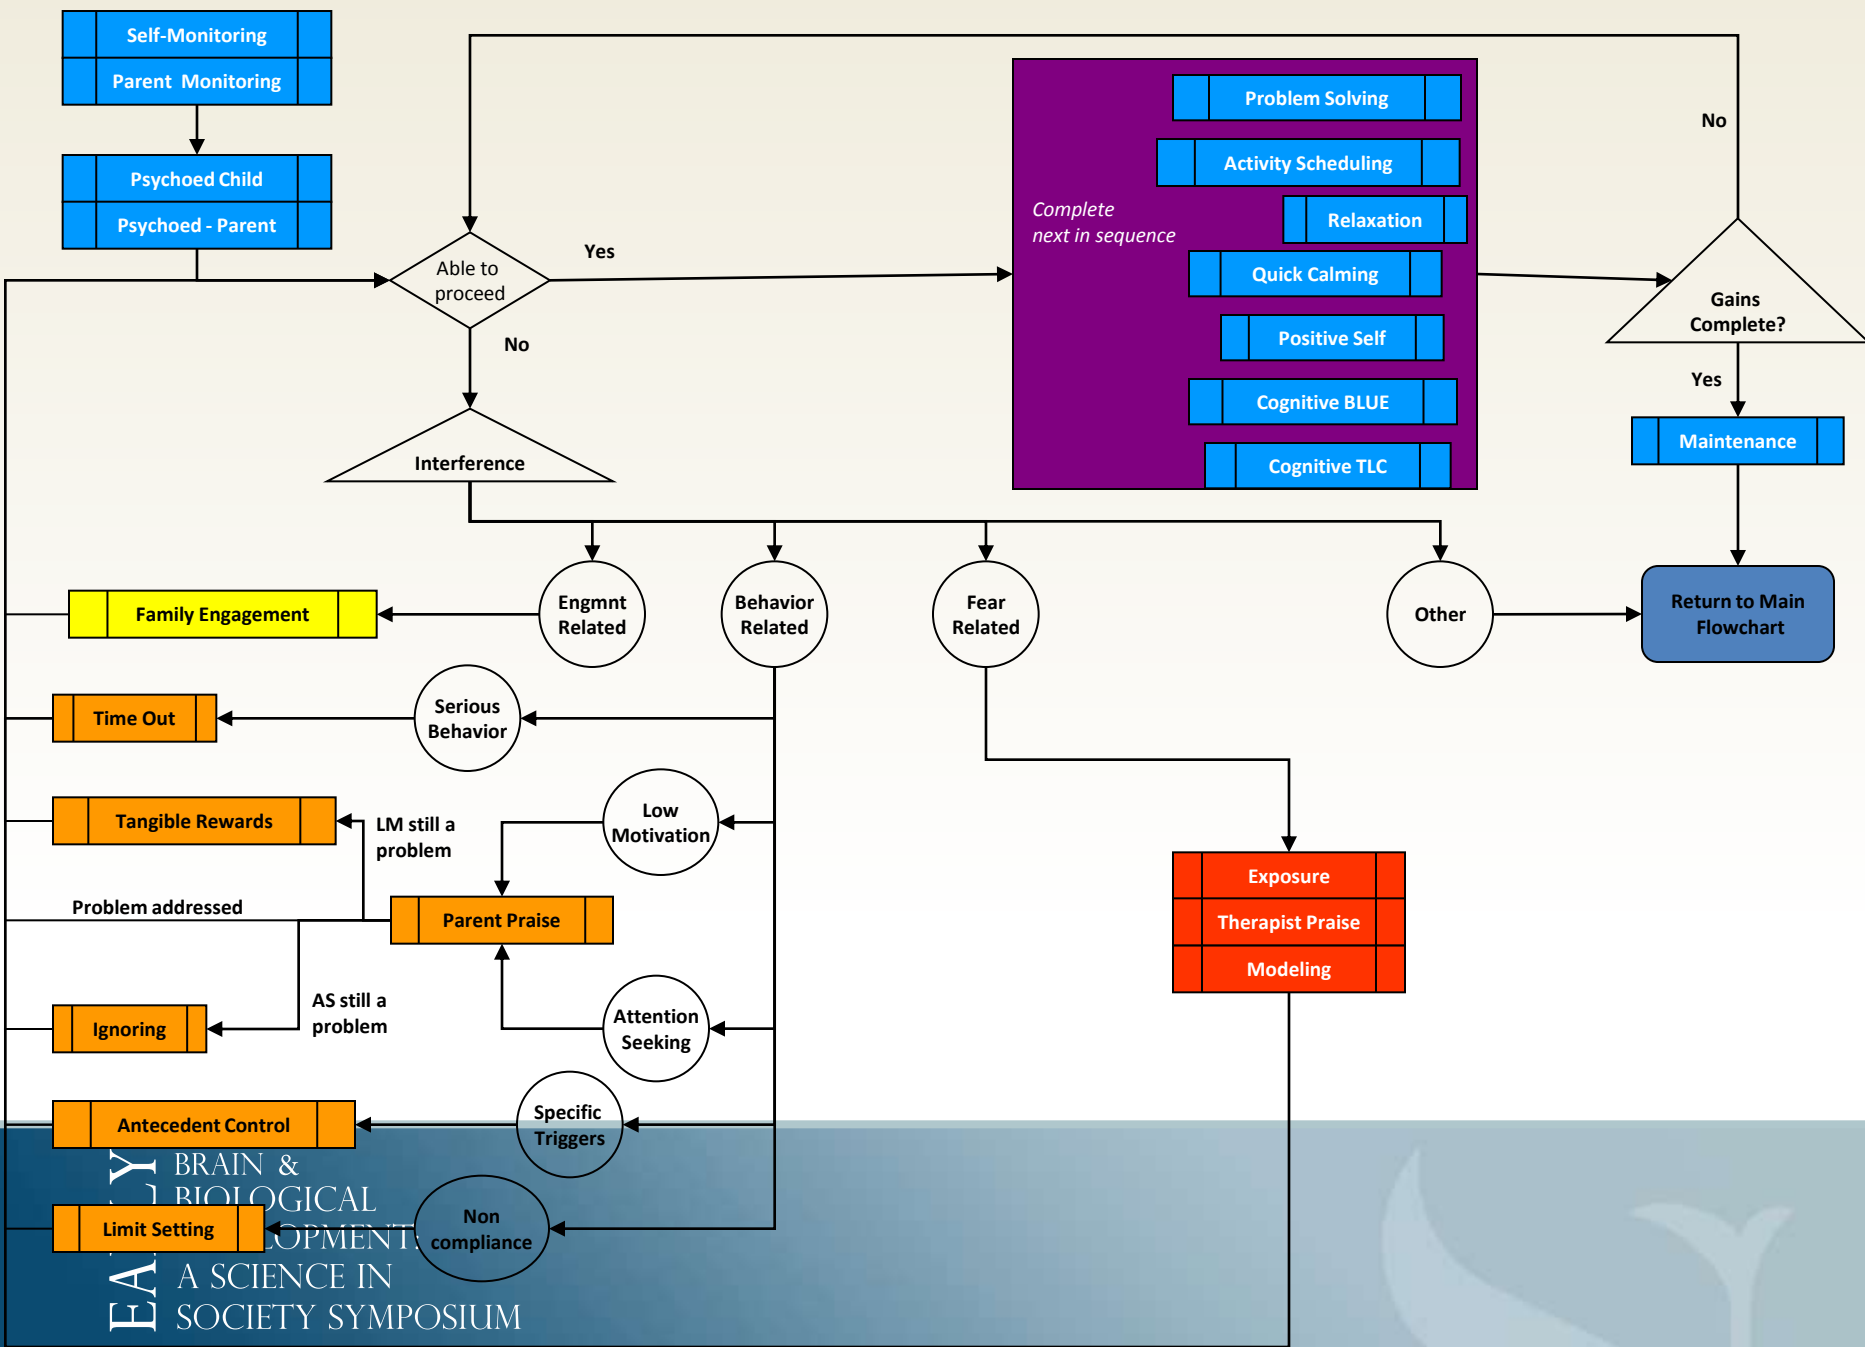 Self-Monitoring
Parent Monitoring
Psychoed Child
Psychoed - Parent
Able to
proceed
Yes
No
Complete
next in sequence
Problem Solving
Activity Scheduling
Relaxation
Quick Calming
Positive Self
Cognitive BLUE
Cognitive TLC
No
Gains
Complete?
Yes
Maintenance
Return to Main
Flowchart
Interference
Engmnt
Related
Behavior
Related
Fear
Related
Other
Family Engagement
Time Out
Serious
Behavior
Tangible Rewards
LM still a
problem
Low
Motivation
Problem addressed
Parent Praise
Ignoring
AS still a
problem
Attention
Seeking
Antecedent Control
Specific
Triggers
Limit Setting
Non
compliance
Exposure
Therapist Praise
Modeling
BRAIN &
BIOLOGICAL
A SCIENCE IN
SOCIETY SYMPOSIUM